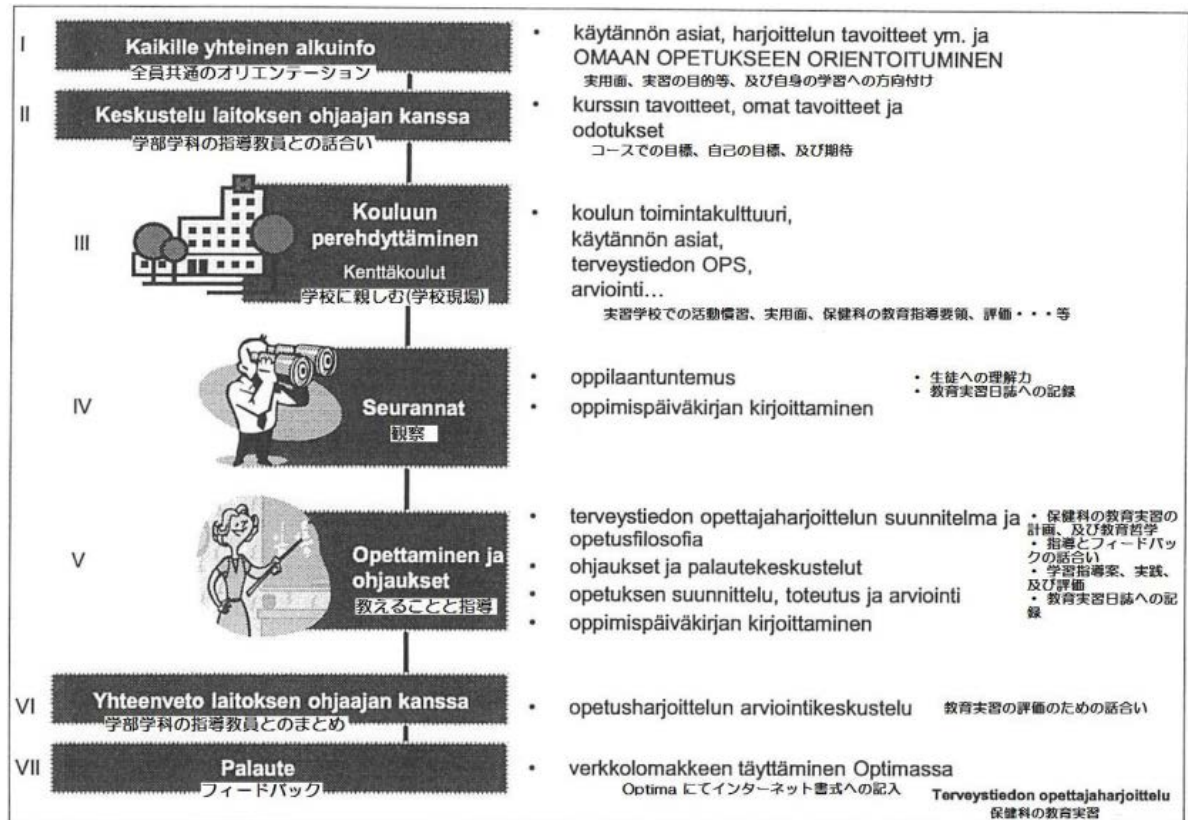 I
Kaikille yhteinen alkuinfo
全員共通のオリエンテーション
• käytännön asiat, harjoittelun tavoitteet ym. ja
OMAAN OPETUKSEEN ORIENTOITUMINEN
実用面、実習の目的等、及び自身の学習への方向付け
II
Keskustelu laitoksen ohjaajan kanssa
学部学科の指導教員との話合い
• kurssin tavoitteet, omat tavoitteet ja
odotukset
コースでの目標、自己の目標、及び期待
III
Kouluun
perehdyttäminen
Kenttäkoulut
学校に親しむ(学校現場)
• koulun toimintakulttuuri,
käytännön asiat,
terveystiedon OPS,
arviointi…
実習学校での活動慣習、実用面、保健科の教育指導要領、評価・・・等
IV
Seurannat
観察
• oppilaantuntemus
• oppimispäiväkirjan kirjoittaminen
• 生徒への理解力
• 教育実習日誌への記録
V
Opettaminen ja
ohjaukset
教えることと指導
• terveystiedon opettajaharjoittelun suunnitelma ja
opetusfilosofia
• ohjaukset ja palautekeskustelut
• opetuksen suunnittelu, toteutus ja arviointi
• oppimispäiväkirjan kirjoittaminen
• 保健科の教育実習の
計画、及び教育哲学
• 指導とフィードバッ
クの話合い
• 学習指導案、実践、
及び評価
• 教育実習日誌への記
録
VI
Yhteenveto laitoksen ohjaajan kanssa
学部学科の指導教員とのまとめ
• opetusharjoittelun arviointikeskustelu
教育実習の評価のための話合い
VII
Palaute
フィードバック
• verkkolomakkeen täyttäminen Optimassa
Optima にてインターネット書式への記入
Terveystiedon opettajaharjoittelu
保健科の教育実習